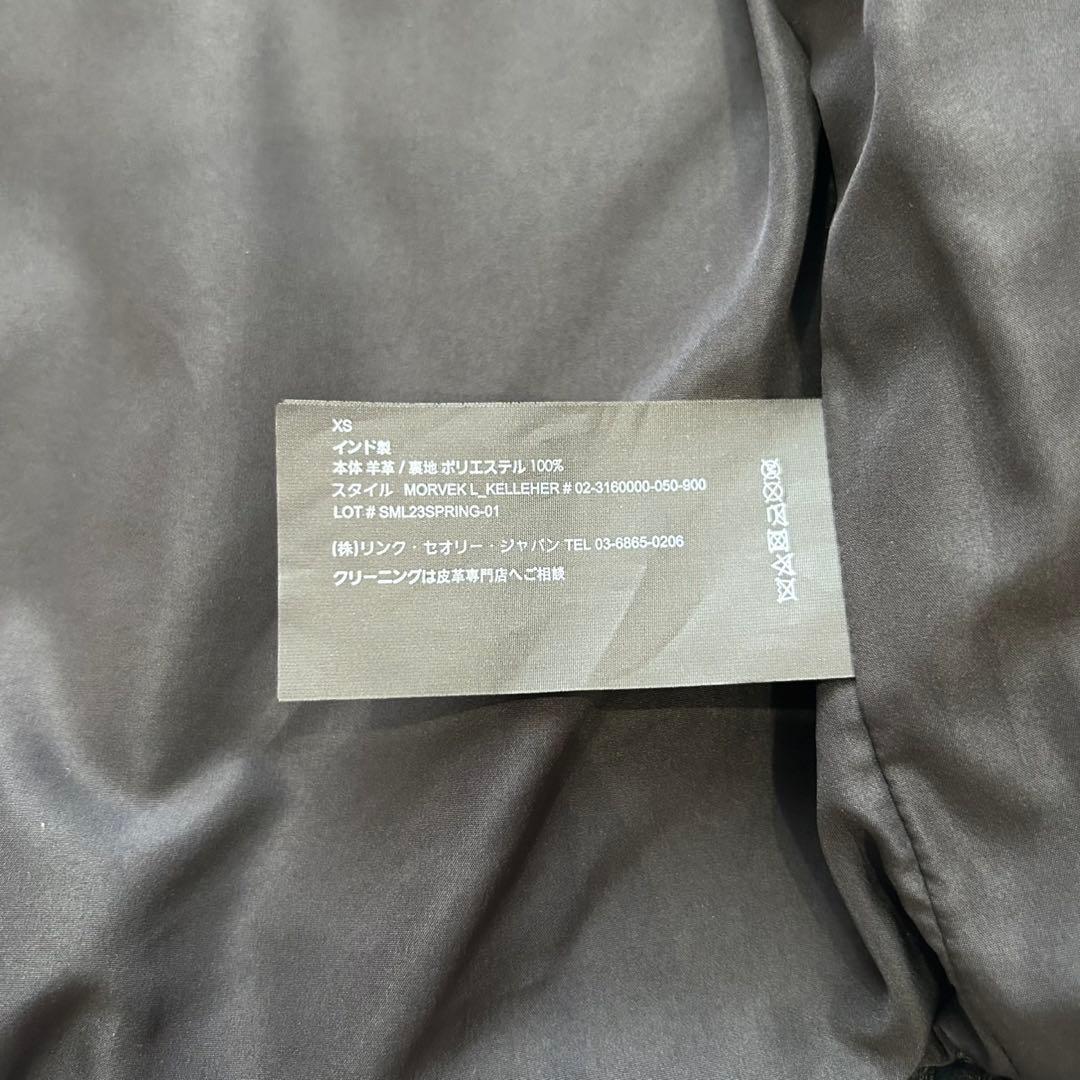 XS
インド製
本体 羊革 / 裏地 ポリエステル 100%
スタイル MORVEK L_KELLEHER # 02-3160000-050-900
LOT # SML23SPRING-01
(株)リンク・セオリー・ジャパン TEL 03-6865-0206
クリーニングは皮革専門店へご相談